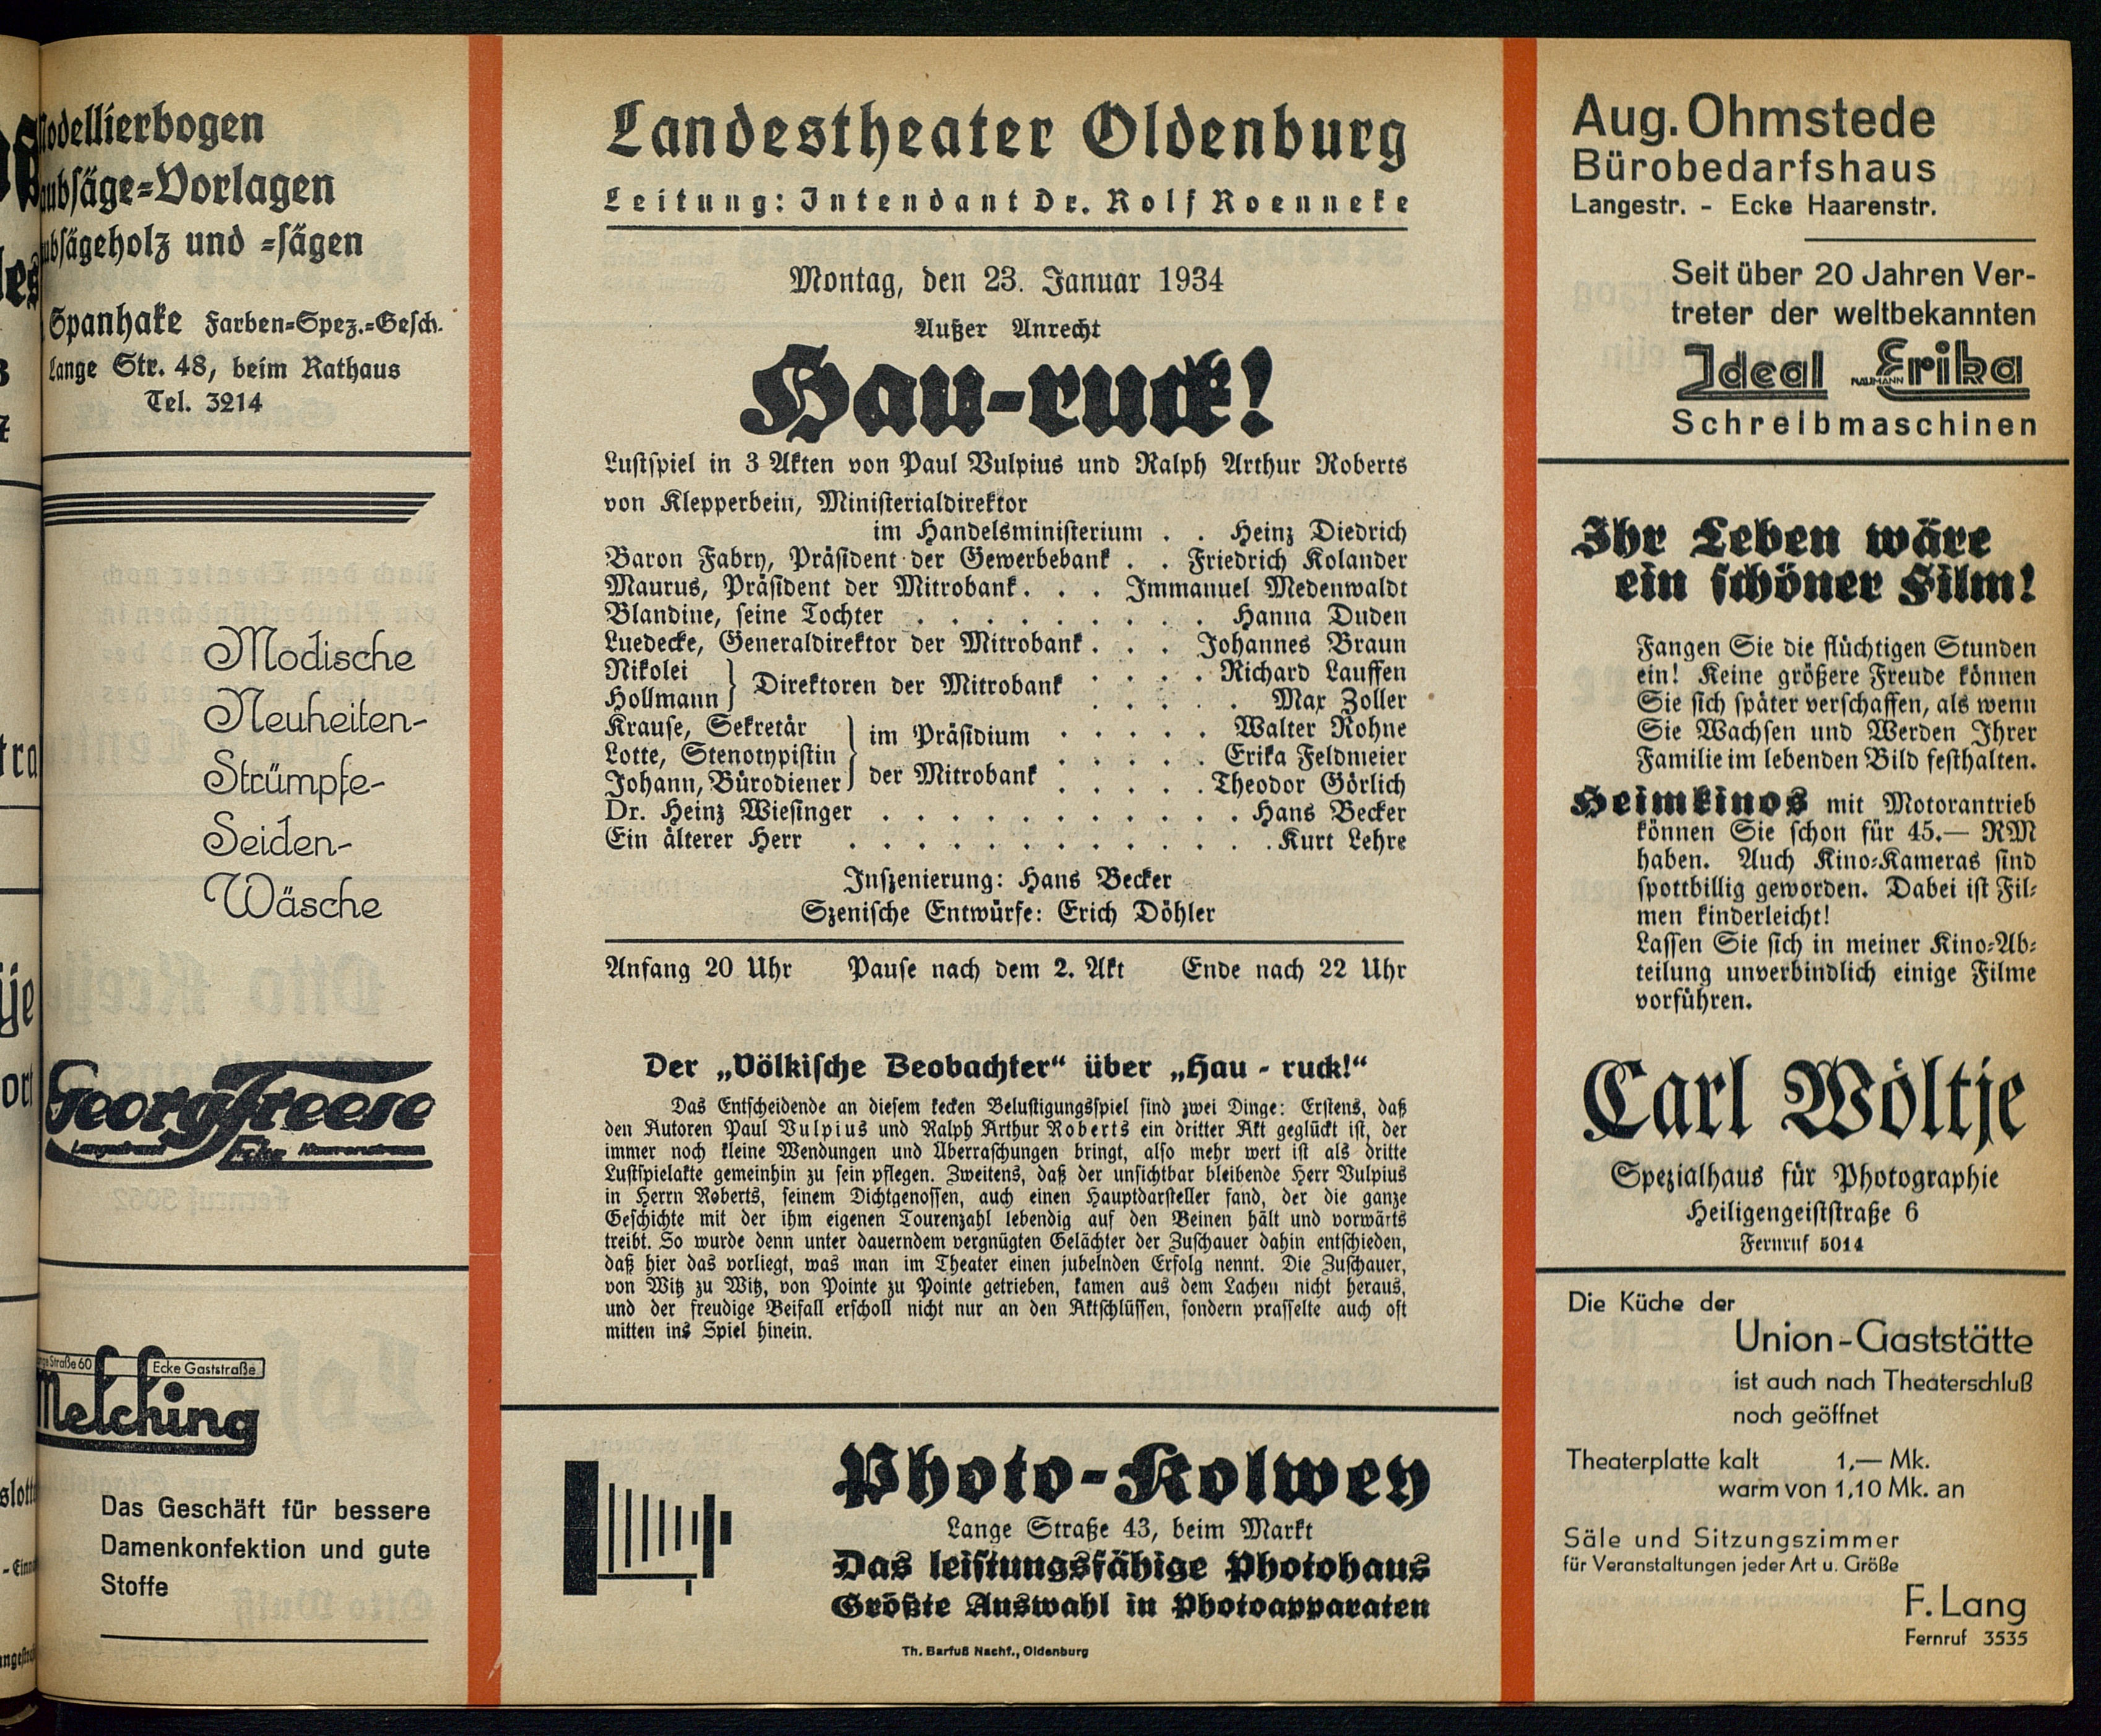 odellierbogen
aubsäge-Vorlagen
ubsägeholz und -sägen
Spanhake Farben-Spez.-Gesch.
Lange Str. 48, beim Rathaus
Tel. 3214
Modische
Neuheiten-
Strümpfe-
Seiden-
Wäsche
Georg Freese
Langestraße Ecke Haarenstrasse
Straße 60 Ecke Gaststraße
Melching
Das Geschäft für bessere
Damenkonfektion und gute
Stoffe
Landestheater Oldenburg
Leitung: Intendant Dr. Rolf Roenneke
Montag, den 23. Januar 1934
Außer Anrecht
Hau-ruck!
Lustspiel in 3 Akten von Paul Vulpius und Ralph Arthur Roberts
von Klepperbein, Ministerialdirektor
im Handelsministerium . . Heinz Diedrich
Baron Fabry, Präsident der Gewerbebank . . Friedrich Kolander
Maurus, Präsident der Mitrobank . . . Immanuel Medenwaldt
Blandine, seine Tochter . . . . . . . . . Hanna Duden
Luedecke, Generaldirektor der Mitrobank . . . Johannes Braun
Nikolei } Direktoren der Mitrobank . . . . Richard Lauffen
Hollmann . . . . . Max Zoller
Krause, Sekretär } im Präsidium . . . . . Walter Rohne
Lotte, Stenotypistin . . . . . Erika Feldmeier
Johann, Bürodiener der Mitrobank . . . . . Theodor Görlich
Dr. Heinz Wiesinger . . . . . . . . . . . Hans Becker
Ein älterer Herr . . . . . . . . . . . . Kurt Lehre
Inszenierung: Hans Becker
Szenische Entwürfe: Erich Döhler
Anfang 20 Uhr Pause nach dem 2. Akt Ende nach 22 Uhr
Der „Völkische Beobachter“ über „Hau - ruck!“
Das Entscheidende an diesem kecken Belustigungsspiel sind zwei Dinge: Erstens, daß
den Autoren Paul Vulpius und Ralph Arthur Roberts ein dritter Akt geglückt ist, der
immer noch kleine Wendungen und Überraschungen bringt, also mehr wert ist als dritte
Lustspielakte gemeinhin zu sein pflegen. Zweitens, daß der unsichtbar bleibende Herr Vulpius
in Herrn Roberts, seinem Dichtgenossen, auch einen Hauptdarsteller fand, der die ganze
Geschichte mit der ihm eigenen Tourenzahl lebendig auf den Beinen hält und vorwärts
treibt. So wurde denn unter dauerndem vergnügten Gelächter der Zuschauer dahin entschieden,
daß hier das vorliegt, was man im Theater einen jubelnden Erfolg nennt. Die Zuschauer,
von Witz zu Witz, von Pointe zu Pointe getrieben, kamen aus dem Lachen nicht heraus,
und der freudige Beifall erscholl nicht nur an den Aktschlüssen, sondern prasselte auch oft
mitten ins Spiel hinein.
Photo-Kolwey
Lange Straße 43, beim Markt
Das leistungsfähige Photohaus
Größte Auswahl in Photoapparaten
Th. Barfuß Nachf., Oldenburg
Aug. Ohmstede
Bürobedarfshaus
Langestr. - Ecke Haarenstr.
Seit über 20 Jahren Ver-
treter der weltbekannten
Ideal NAUMANN Erika
Schreibmaschinen
Ihr Leben wäre
ein schöner Film!
Fangen Sie die flüchtigen Stunden
ein! Keine größere Freude können
Sie sich später verschaffen, als wenn
Sie Wachsen und Werden Ihrer
Familie im lebenden Bild festhalten.
Heimkinos mit Motorantrieb
können Sie schon für 45.— RM
haben. Auch Kino-Kameras sind
spottbillig geworden. Dabei ist Fil-
men kinderleicht!
Lassen Sie sich in meiner Kino-Ab-
teilung unverbindlich einige Filme
vorführen.
Carl Wöltje
Spezialhaus für Photographie
Heiligengeiststraße 6
Fernruf 5014
Die Küche der
Union-Gaststätte
ist auch nach Theaterschluß
noch geöffnet
Theaterplatte kalt 1,— Mk.
warm von 1,10 Mk. an
Säle und Sitzungszimmer
für Veranstaltungen jeder Art u. Größe
F. Lang
Fernruf 3535